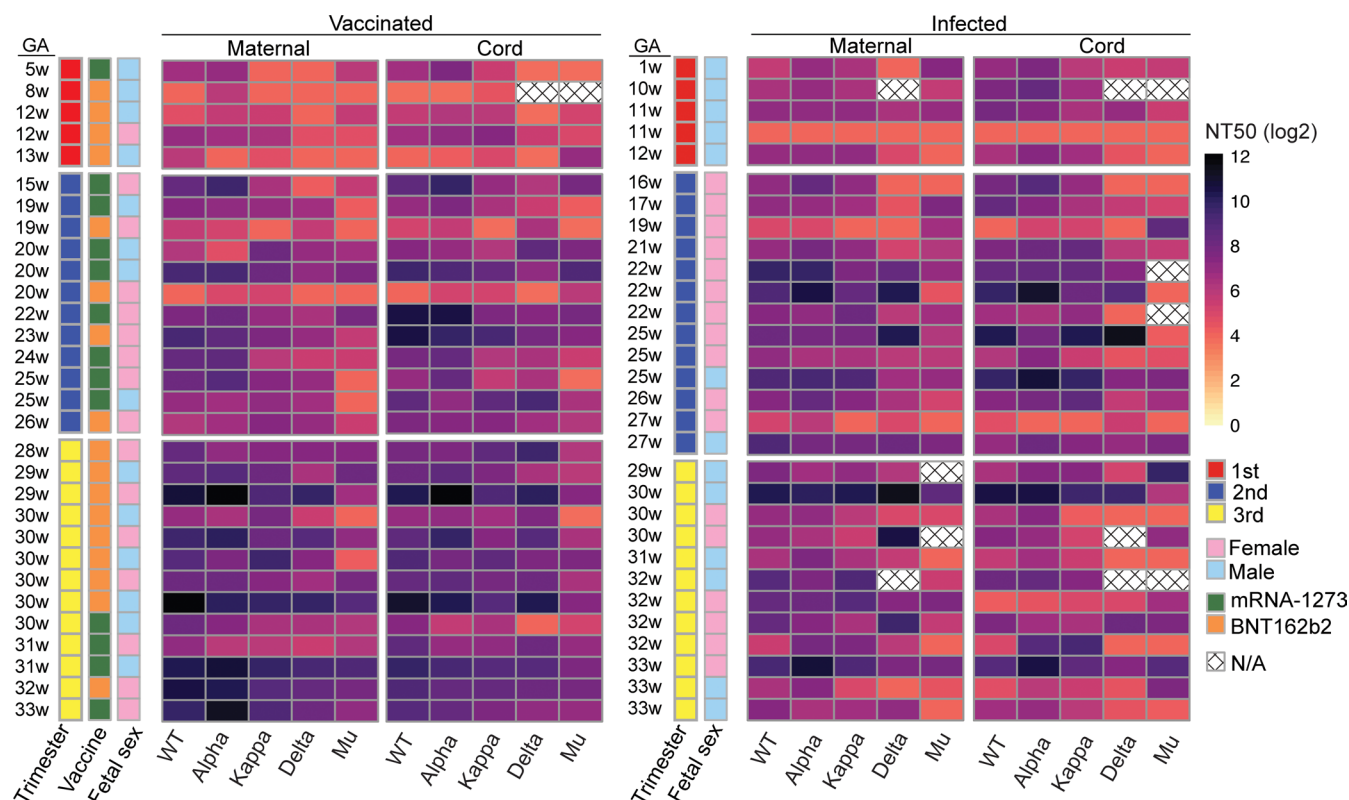 Vaccinated
Infected
GA
Maternal
Cord
GA
Maternal
Cord
5w
8w
12w
12w
13w
15w
19w
19w
20w
20w
20w
22w
23w
24w
25w
25w
26w
28w
29w
29w
30w
30w
30w
30w
30w
30w
31w
31w
32w
33w
Trimester
Vaccine
Fetal sex
WT
Alpha
Kappa
Delta
Mu
WT
Alpha
Kappa
Delta
Mu
1w
10w
11w
11w
12w
16w
17w
19w
21w
22w
22w
22w
25w
25w
25w
26w
27w
27w
29w
30w
30w
30w
31w
32w
32w
32w
32w
33w
33w
33w
Trimester
Fetal sex
WT
Alpha
Kappa
Delta
Mu
WT
Alpha
Kappa
Delta
Mu
NT50 (log2)
12
10
8
6
4
2
0
1st
2nd
3rd
Female
Male
mRNA-1273
BNT162b2
N/A